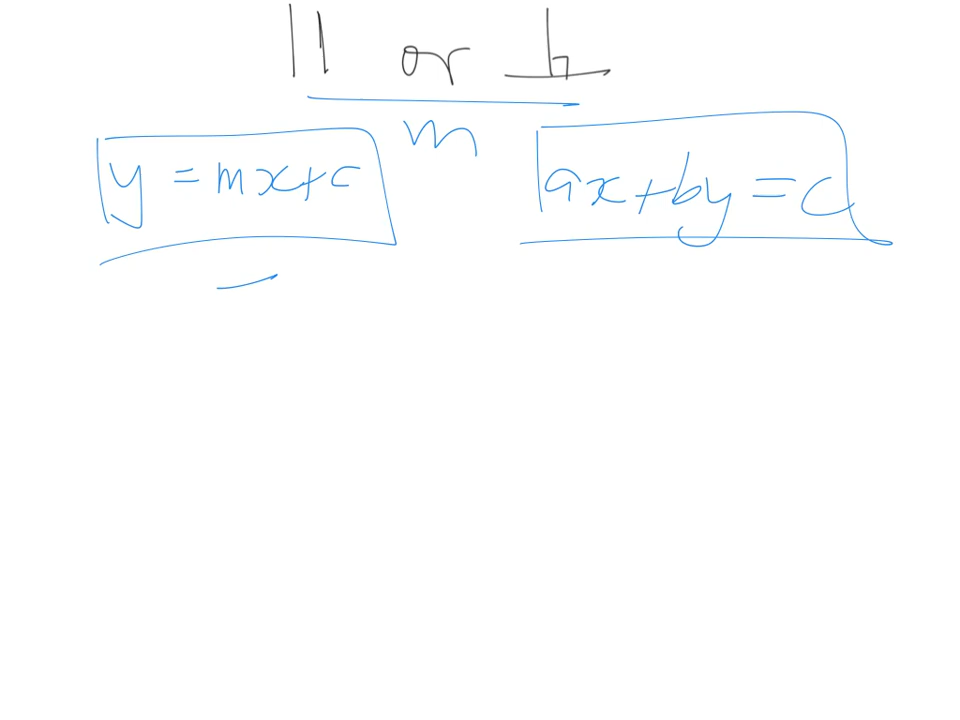 || or ⊥
m
y = mx+c
ax+by=c